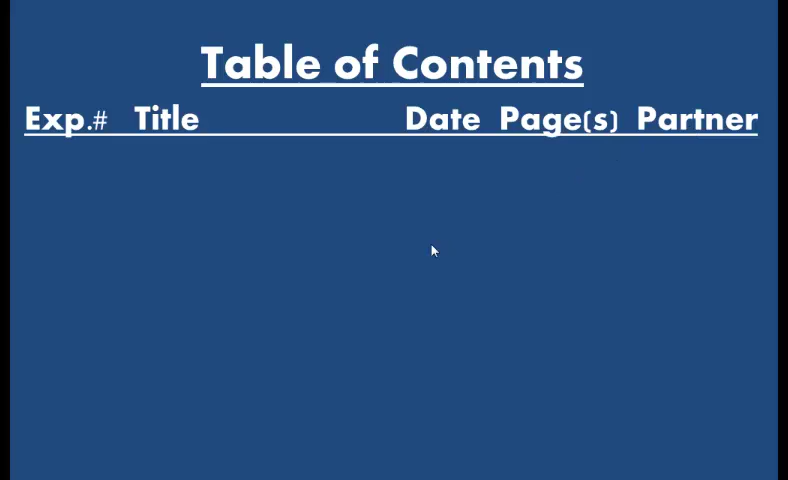 Table of Contents
Exp.# Title Date Page(s) Partner